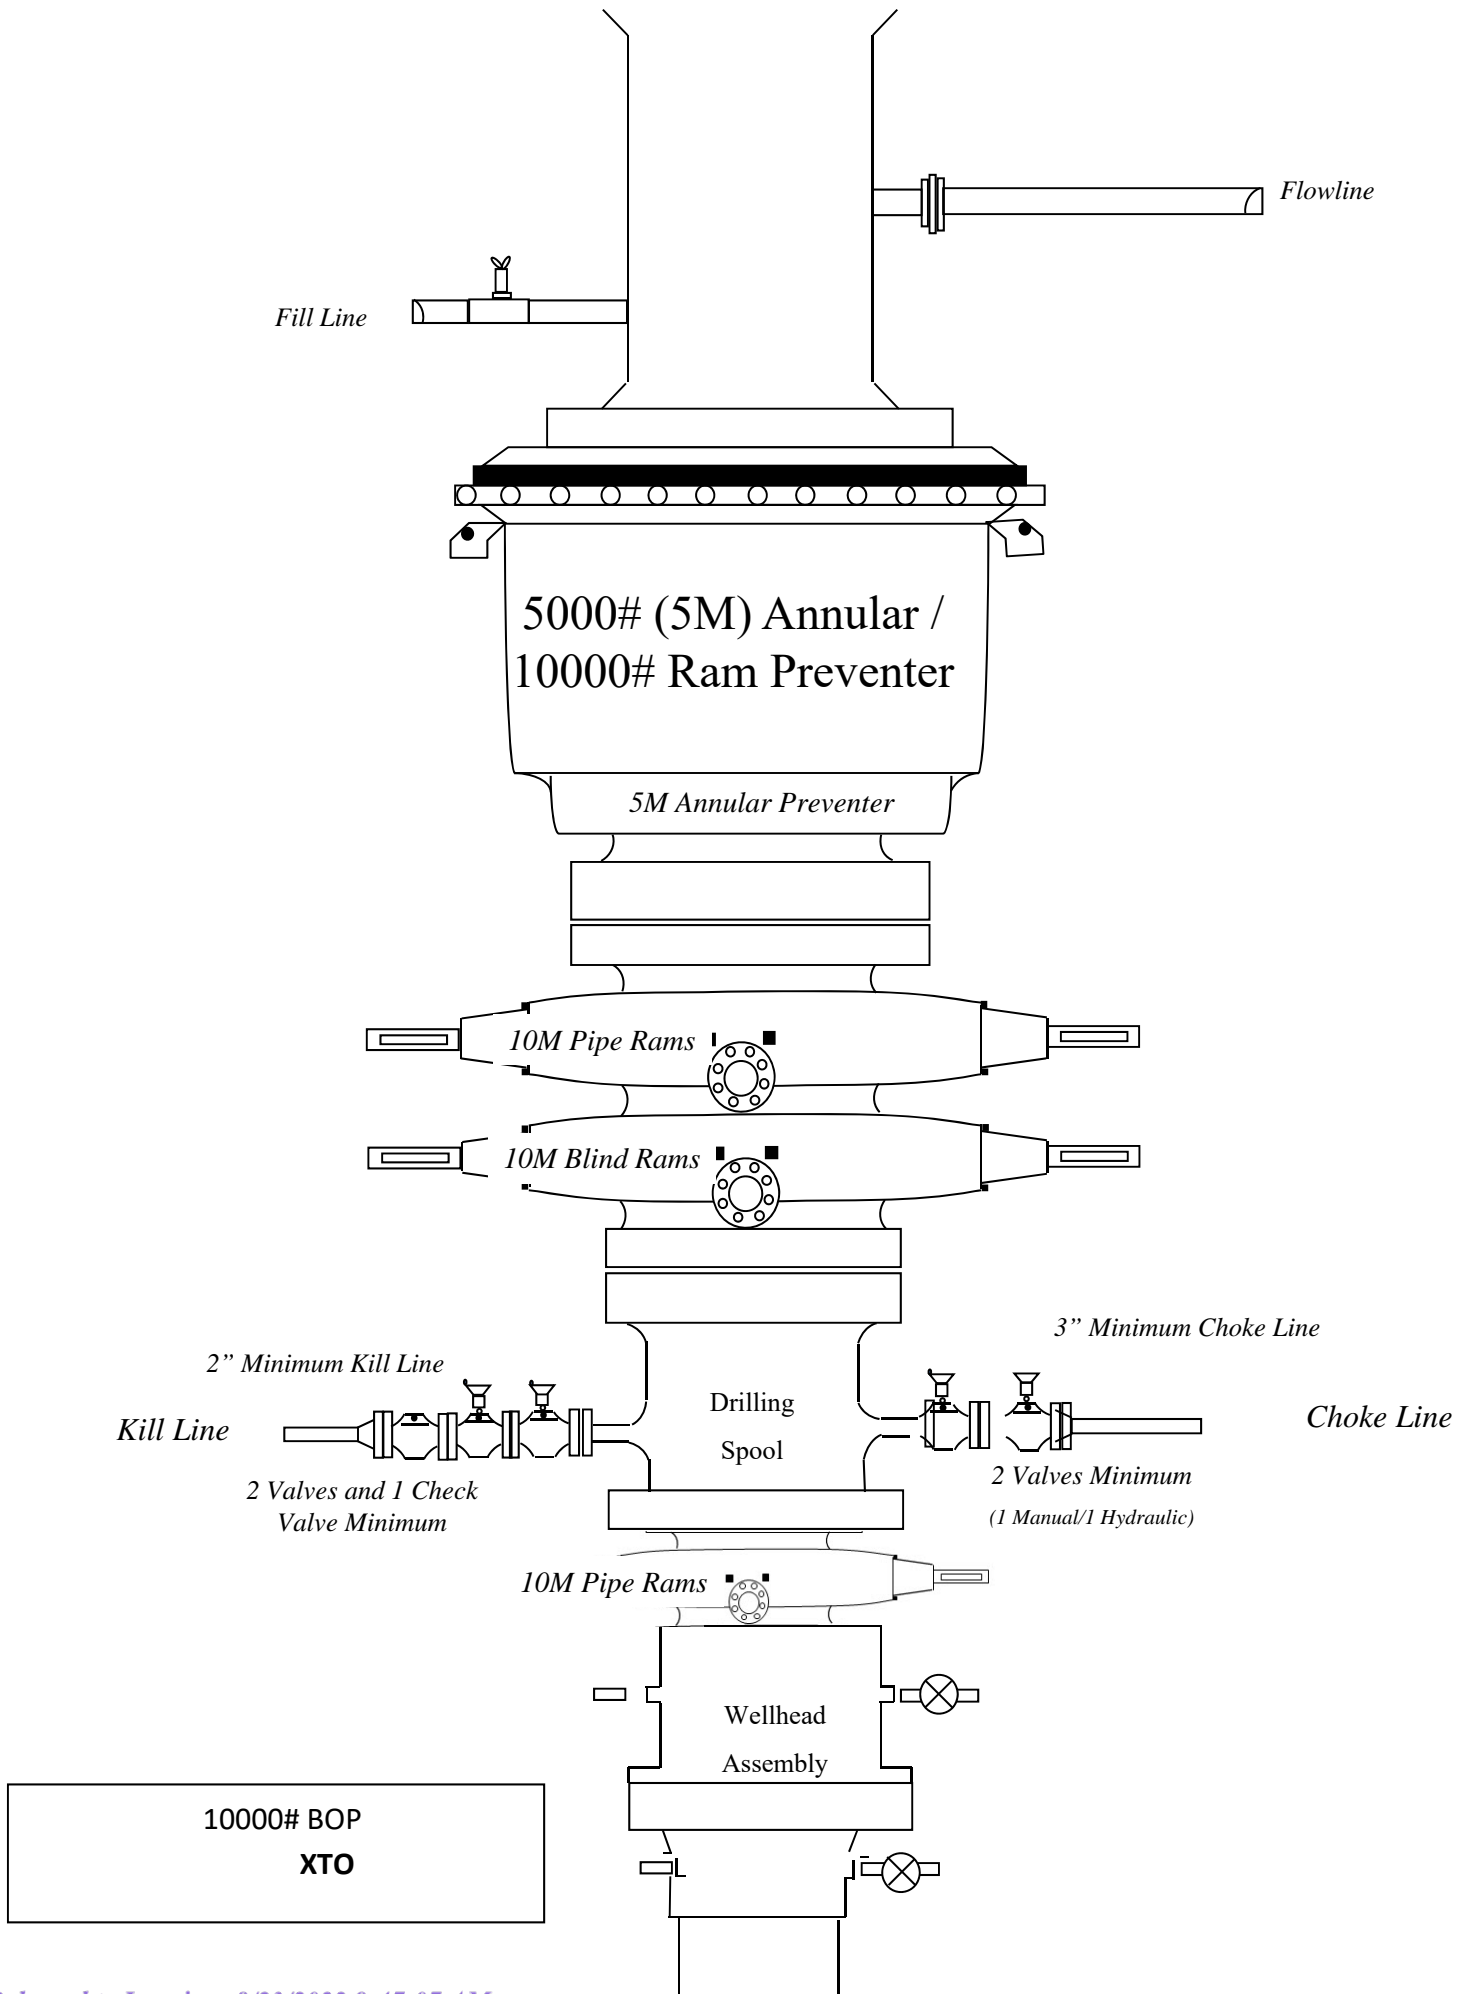 Flowline
Fill Line
5000# (5M) Annular /
10000# Ram Preventer
5M Annular Preventer
10M Pipe Rams
10M Blind Rams
3” Minimum Choke Line
2” Minimum Kill Line
Drilling
Spool
Kill Line
Choke Line
2 Valves and 1 Check
Valve Minimum
2 Valves Minimum
(1 Manual/1 Hydraulic)
10M Pipe Rams
Wellhead
Assembly
10000# BOP
XTO